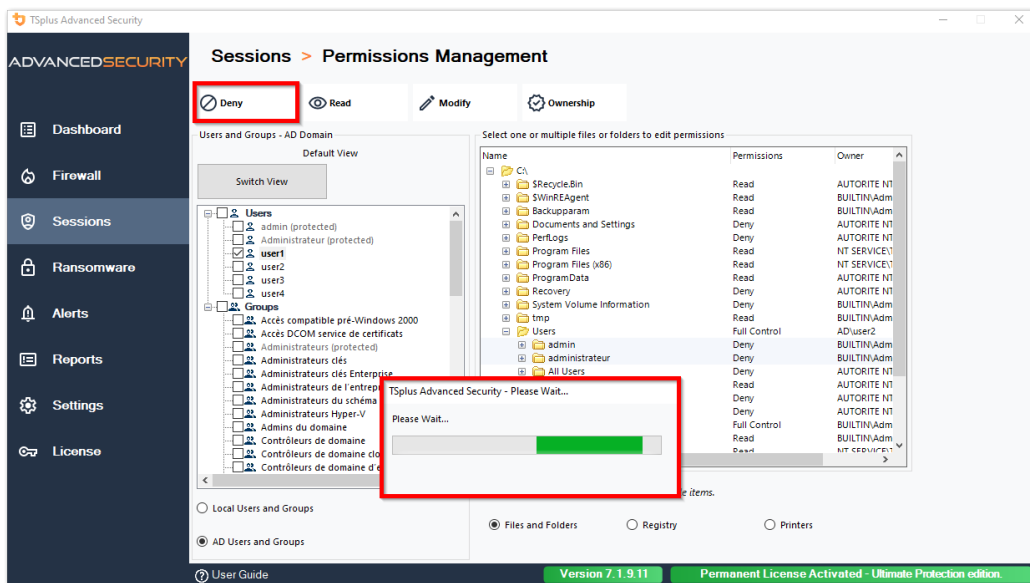 TSplus Advanced Security
ADVANCEDSECURITY
Sessions > Permissions Management
Deny
Read
Modify
Ownership
Dashboard
Firewall
Sessions
Ransomware
Alerts
Reports
Settings
License
Users and Groups - AD Domain
Default View
Switch View
Users
admin (protected)
Administrateur (protected)
user1
user2
user3
user4
Groups
Accès compatible pré-Windows 2000
Accès DCOM service de certificats
Administrateurs (protected)
Administrateurs clés
Administrateurs clés Enterprise
Administrateurs de l'entrep
Administrateurs du schéma
Administrateurs Hyper-V
Admins du domaine
Contrôleurs de domaine
Contrôleurs de domaine clo
Contrôleurs de domaine d'e
Local Users and Groups
AD Users and Groups
Select one or multiple files or folders to edit permissions
Name Permissions Owner
C:\
$Recycle.Bin Read AUTORITE NT
$WinREAgent Read BUILTIN\Adm
Backupparam Read BUILTIN\Adm
Documents and Settings Deny AUTORITE NT
PerfLogs Deny AUTORITE NT
Program Files Read NT SERVICE\T
Program Files (x86) Read NT SERVICE\T
ProgramData Read AUTORITE NT
Recovery Deny AUTORITE NT
System Volume Information Deny BUILTIN\Adm
tmp Read BUILTIN\Adm
Users Full Control AD\user2
admin Deny BUILTIN\Adm
administrateur Deny BUILTIN\Adm
All Users Deny AUTORITE NT
Read AUTORITE NT
Deny AUTORITE NT
Deny AUTORITE NT
Full Control BUILTIN\Adm
Read BUILTIN\Adm
Read NT SERVICE\T
TSplus Advanced Security - Please Wait...
Please Wait...
items.
Files and Folders
Registry
Printers
User Guide
Version 7.1.9.11
Permanent License Activated - Ultimate Protection edition.